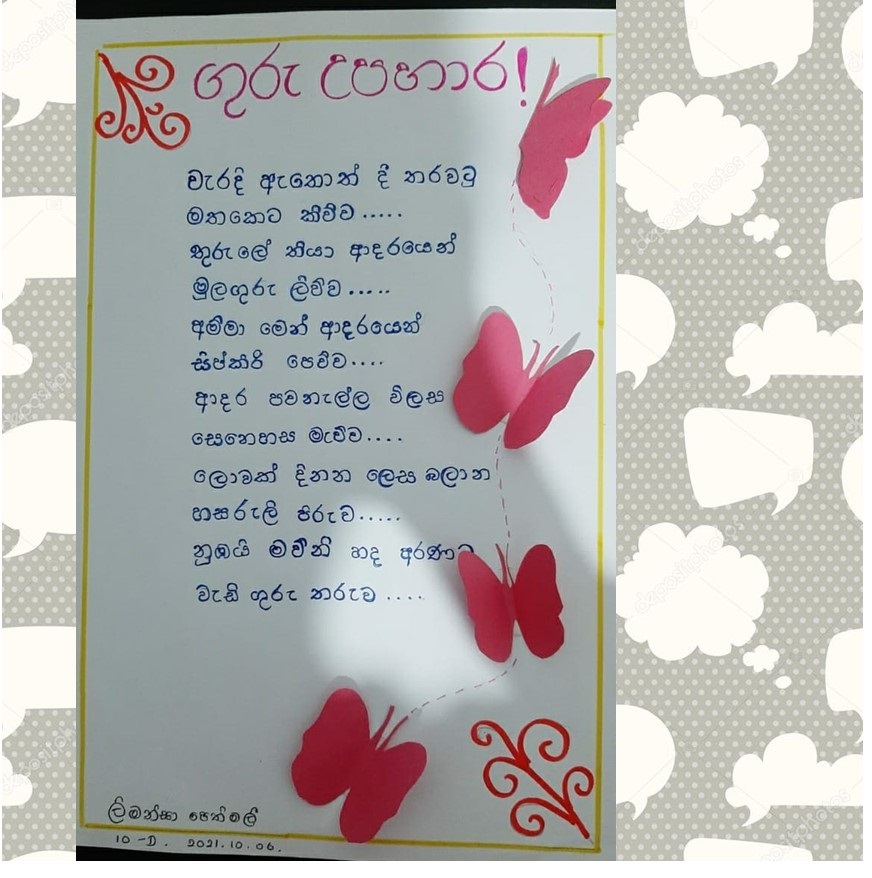 ගුරු උපහාර!
වැරදි ඇතොත් දී තරවටු
මතකෙට කිව්ව.....
තුරුලේ තියා ආදරයෙන්
මුලගුරු ලිව්ව.....
අම්මා මෙන් ආදරයෙන්
සිප්කිරි පෙව්ව....
ආදර පවනැල්ල විලස
සෙනෙහස මැව්ව....
ලොවක් දිනන ලෙස බලාන
හසරැලි පිරුව.....
නුඹයි මව්නි හද අරණට
වැඩි ගුරු තරුව....
ලිමන්සා පෙත්මලී
10-D. 2021.10.06.
depositphotos